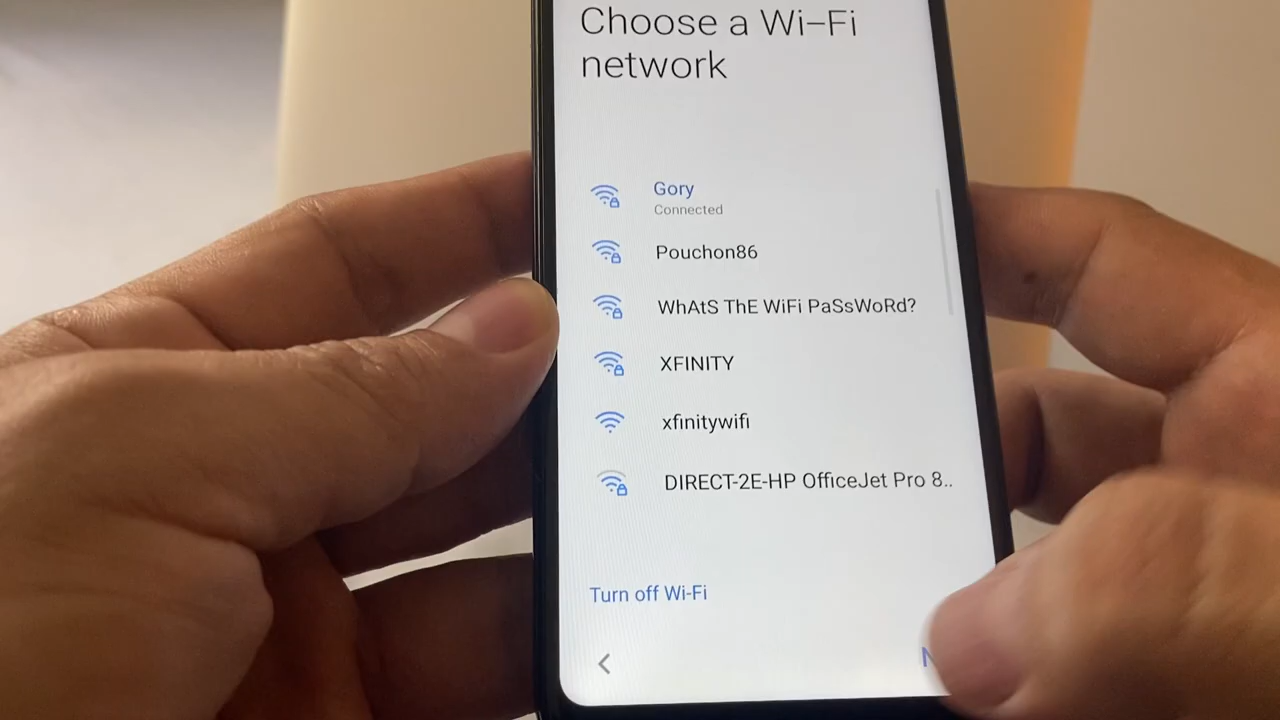 Choose a Wi-Fi
network
Gory
Connected
Pouchon86
WhAtS ThE WiFi PaSsWoRd?
XFINITY
xfinitywifi
DIRECT-2E-HP OfficeJet Pro 8..
Turn off Wi-Fi